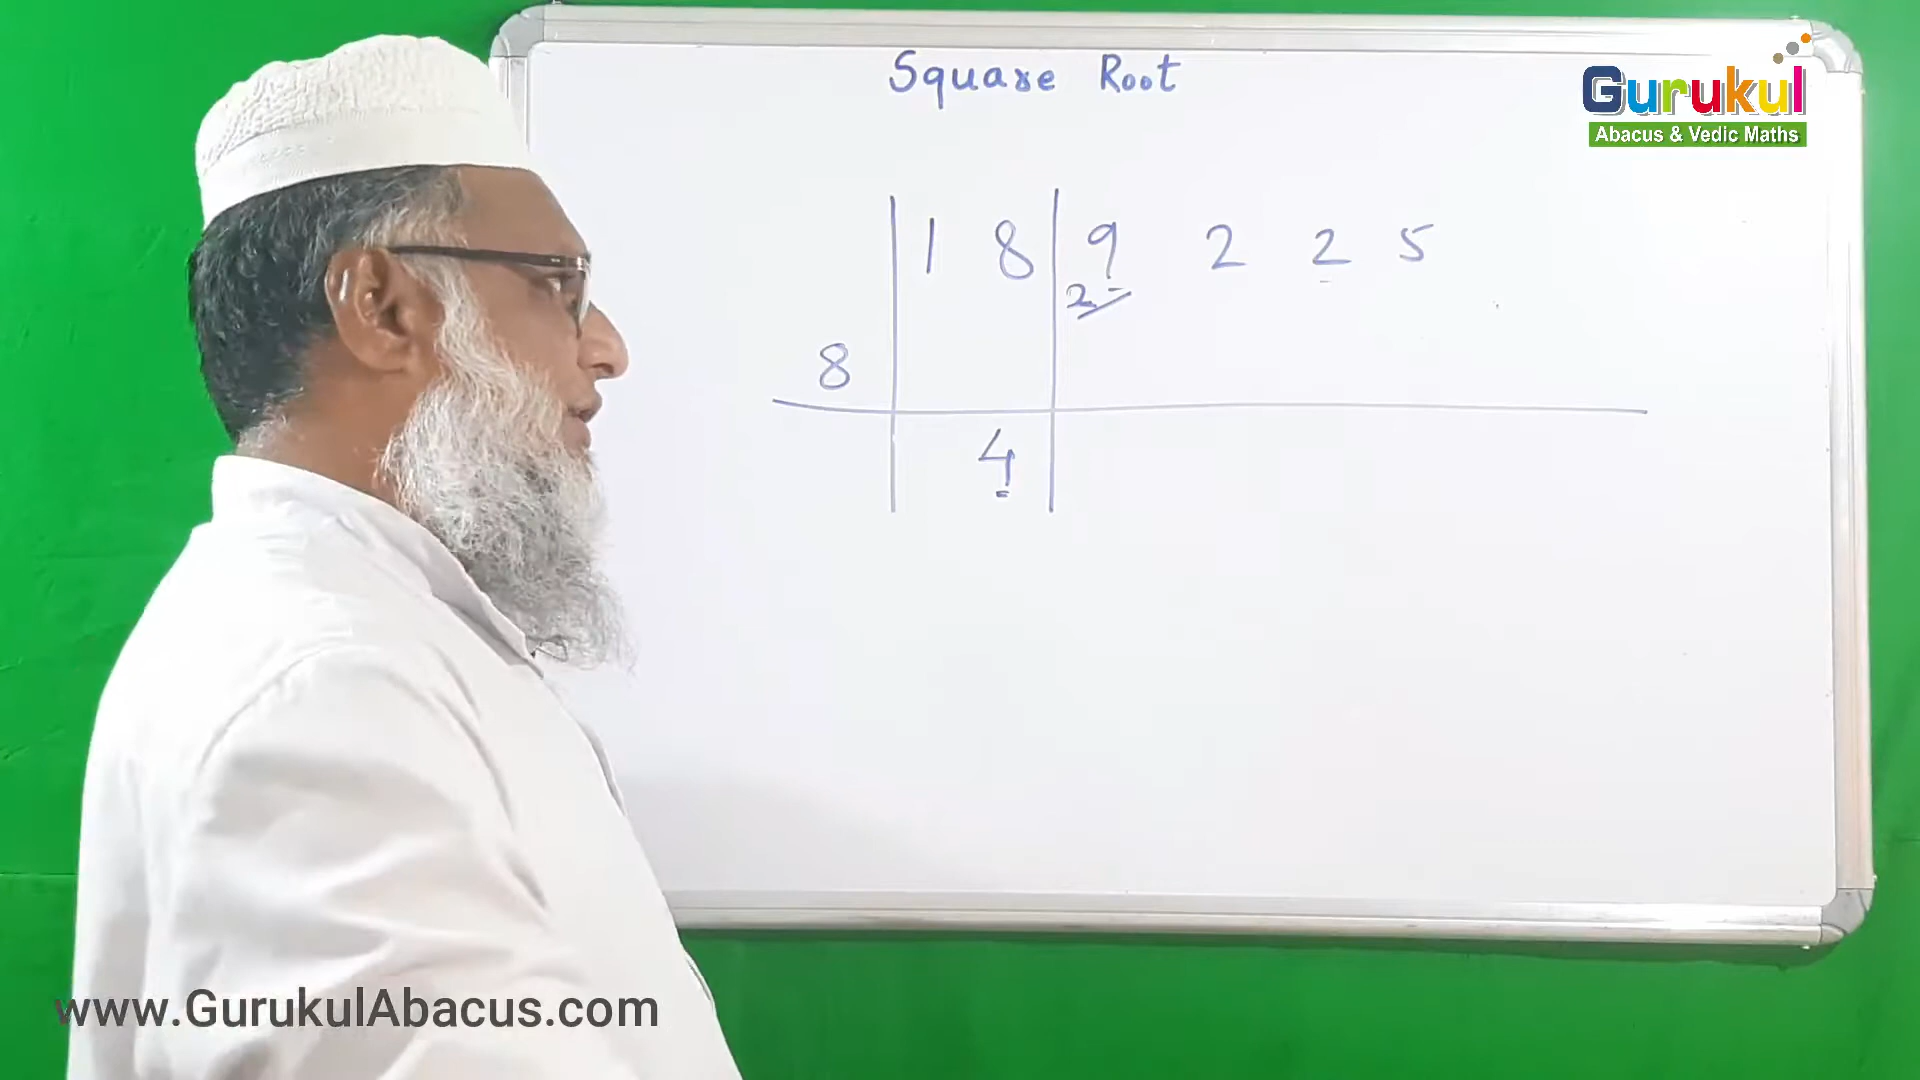 Square Root
Gurukul
Abacus & Vedic Maths
1 8 9 2 2 5
2
8
4
www.GurukulAbacus.com